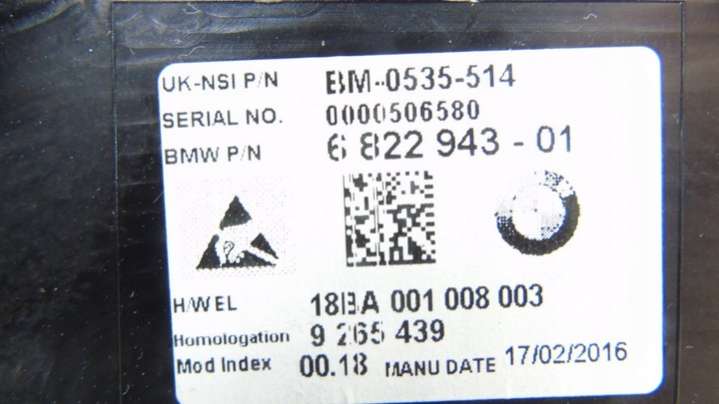 UK-NSI P/N BM-0535-514
SERIAL NO. 0000506580
BMW P/N 6 822 943 - 01
H/W EL 18BA 001 008 003
Homologation 9 265 439
Mod Index 00.18 MANU DATE 17/02/2016